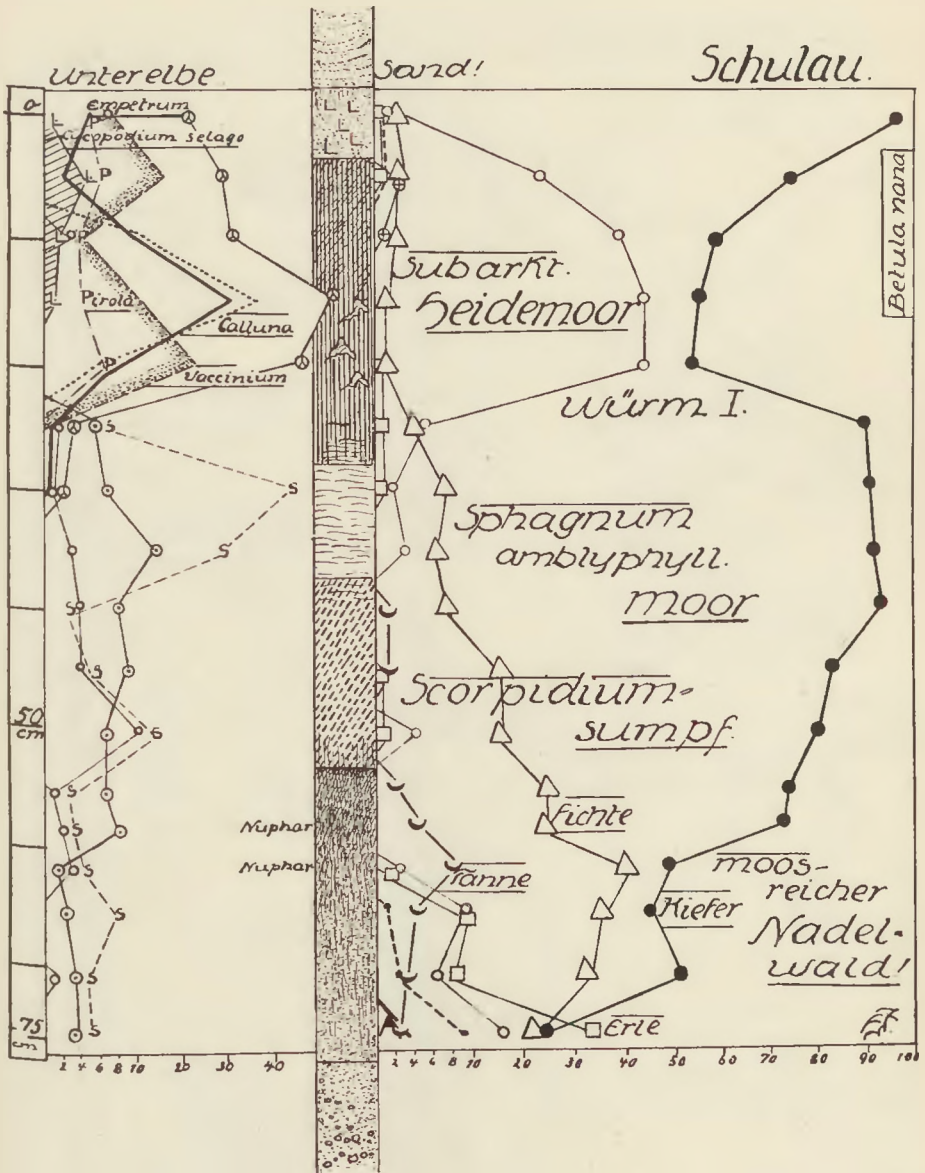 Unterelbe
Sand!
Schulau.
0
Empetrum
Lycopodium selago
P
Betula nana
Subarkt.
Heidemoor
Pirola
Calluna
P
Vaccinium
Würm I.
S
S
Sphagnum
amblyphyll.
Moor
S
S
S
Scorpidium-
sumpf.
50
cm
S
S
Fichte
Nuphar
S
Nuphar
S
Tanne
Moos-
reicher
Kiefer
Nadel-
wald!
S
S
75
S
Erle
2 4 6 8 10 20 30 40 50
2 4 6 8 10 20 30 40 50 60 70 80 90 100